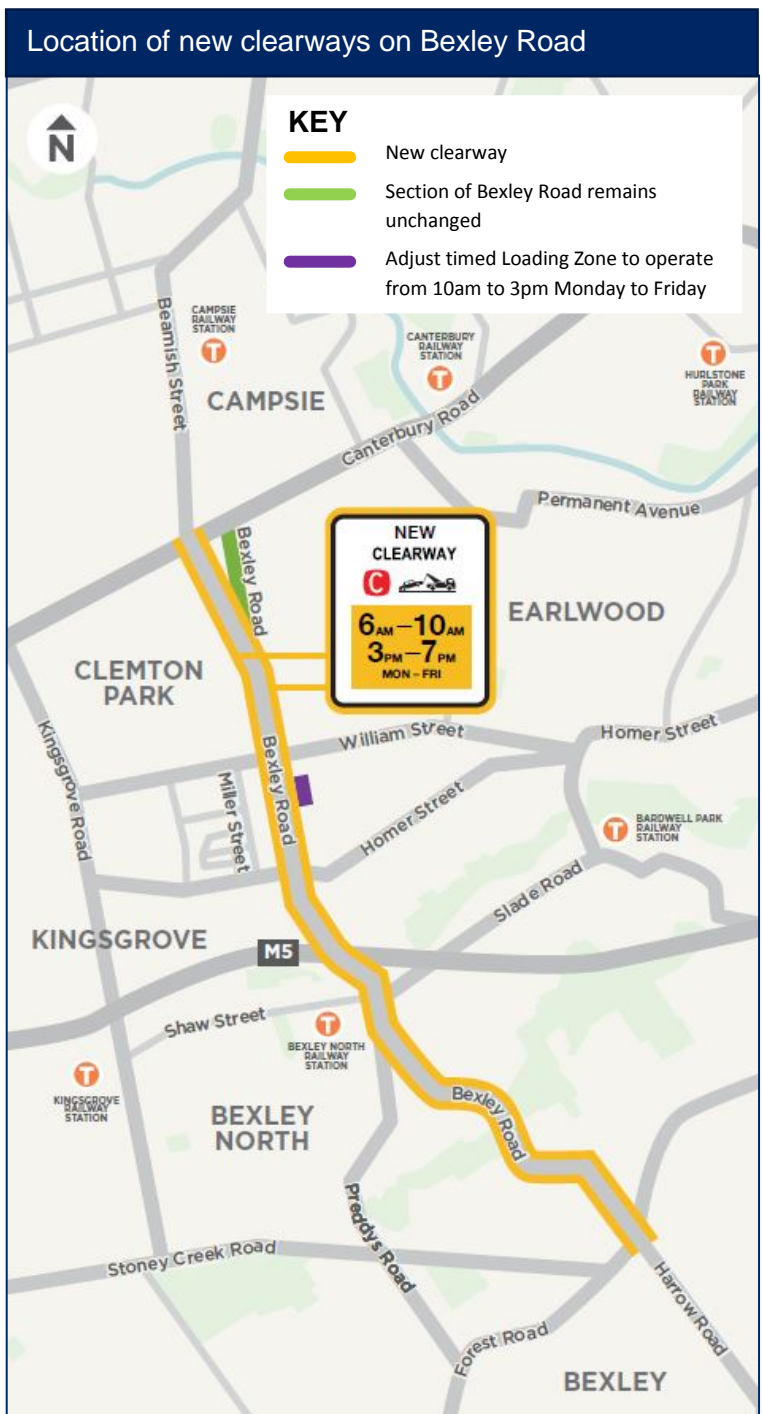 Location of new clearways on Bexley Road
N
KEY
New clearway
Section of Bexley Road remains
unchanged
Adjust timed Loading Zone to operate
from 10am to 3pm Monday to Friday
Beamish Street
CAMPSIE
RAILWAY
STATION
T
CANTERBURY
RAILWAY
STATION
T
T
HURLSTONE
PARK
RAILWAY
STATION
CAMPSIE
Canterbury Road
Permanent Avenue
Bexley Road
NEW
CLEARWAY
C
6AM–10AM
3PM–7PM
MON – FRI
EARLWOOD
CLEMTON
PARK
Kingsgrove Road
William Street
Homer Street
Bexley Road
Miller Street
Homer Street
T
BARDWELL PARK
RAILWAY
STATION
Slade Road
KINGSGROVE
M5
Shaw Street
T
BEXLEY NORTH
RAILWAY
STATION
T
KINGSGROVE
RAILWAY
STATION
BEXLEY
NORTH
Bexley Road
Preddys Road
Stoney Creek Road
Harrow Road
Forest Road
BEXLEY